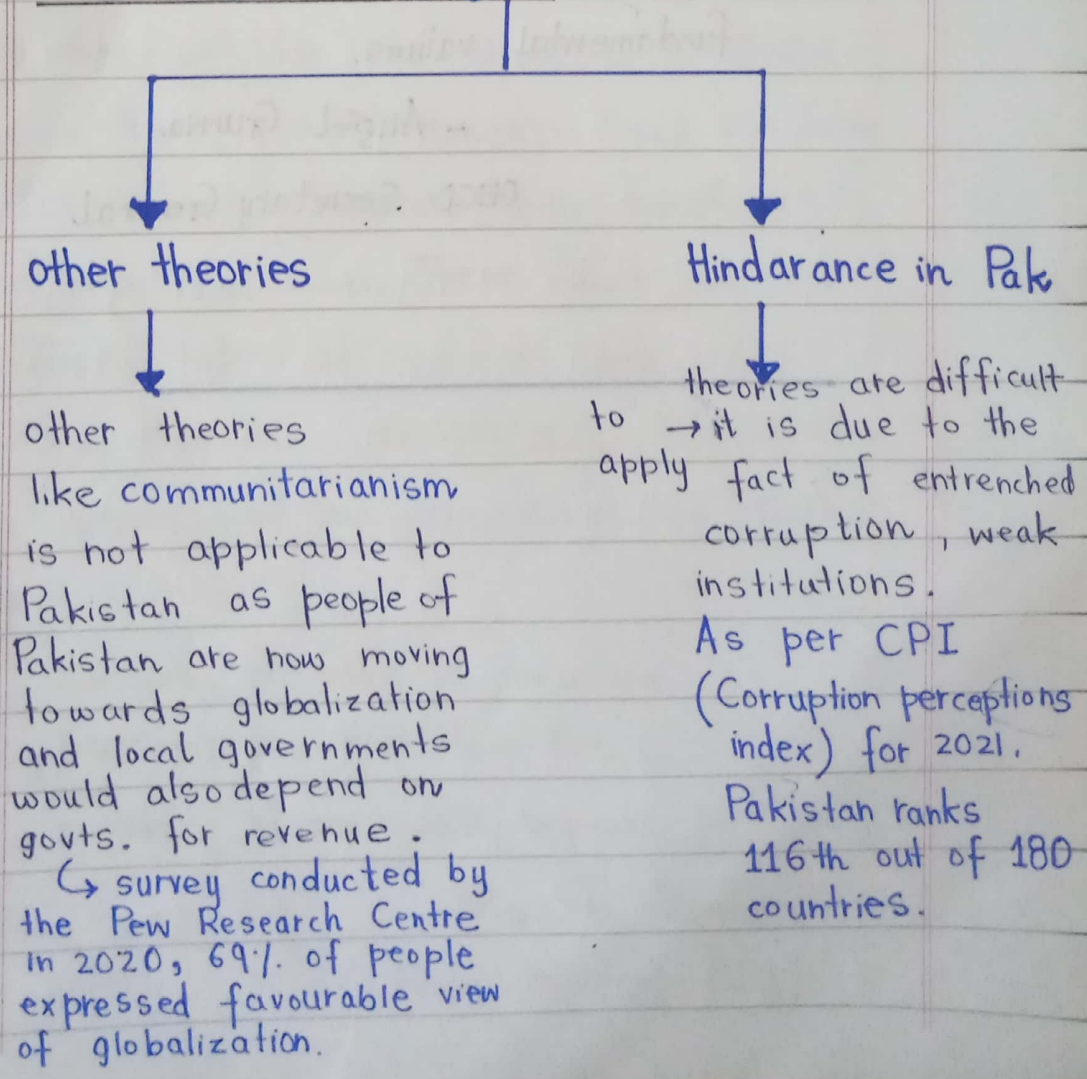 other theories
other theories
like communitarianism
is not applicable to
Pakistan as people of
Pakistan are now moving
towards globalization
and local governments
would also depend on
govts. for revenue.
↳ survey conducted by
the Pew Research Centre
in 2020, 69% of people
expressed favourable view
of globalization.
Hindarance in Pak
theories are difficult
to → it is due to the
apply fact of entrenched
corruption, weak
institutions.
As per CPI
(Corruption perceptions
index) for 2021.
Pakistan ranks
116th out of 180
countries.